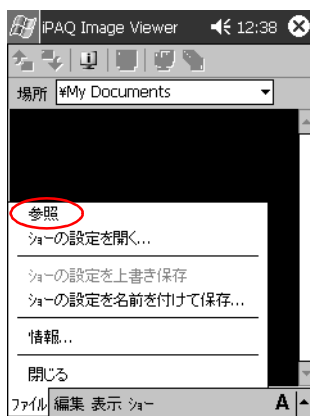 iPAQ Image Viewer 12:38
場所 ¥My Documents
参照
ショーの設定を開く...
ショーの設定を上書き保存
ショーの設定を名前を付けて保存...
情報...
閉じる
ファイル 編集 表示 ショー A